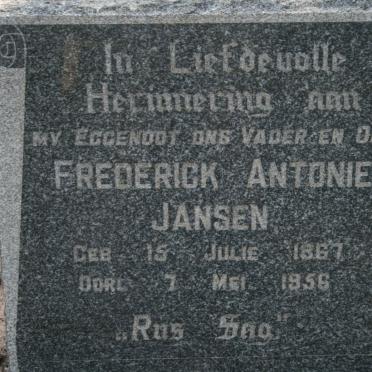 In Liefdevolle
Herinnering aan
MY EGGENOOT ONS VADER EN O
FREDERICK ANTONIE
JANSEN
GEB 15 JULIE 1867
OORL 7 MEI 1956
„Rus Sag."